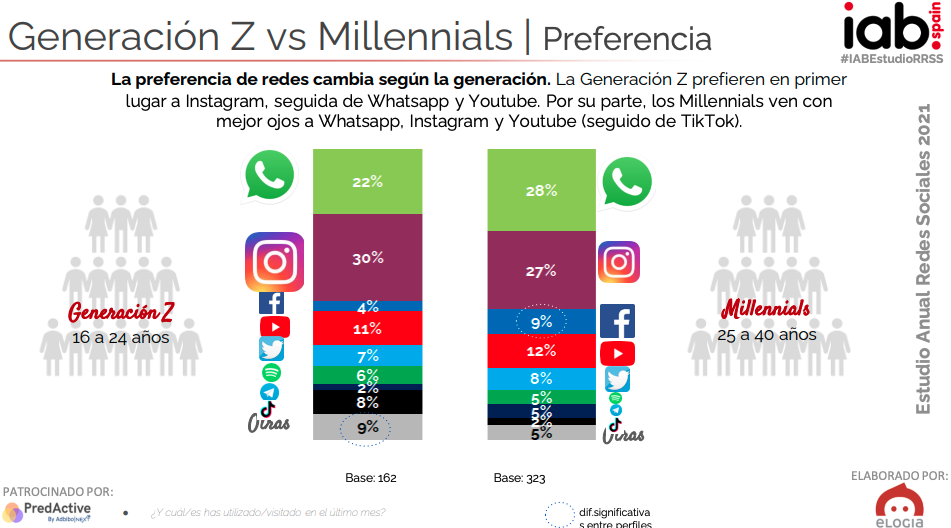 Generación Z vs Millennials | Preferencia
iab.spain
#IABEstudioRRSS
La preferencia de redes cambia según la generación. La Generación Z prefieren en primer
lugar a Instagram, seguida de Whatsapp y Youtube. Por su parte, los Millennials ven con
mejor ojos a Whatsapp, Instagram y Youtube (seguido de TikTok).
Estudio Anual Redes Sociales 2021
Generación Z
16 a 24 años
22%
30%
4%
11%
7%
6%
2%
8%
9%
Otras
28%
27%
9%
12%
8%
5%
5%
2%
5%
Otras
Millennials
25 a 40 años
Base: 162
Base: 323
PATROCINADO POR:
PredActive
• ¿Y cuál/es has utilizado/visitado en el último mes?
dif.significativa
s entre perfiles
ELABORADO POR:
eLOGIA